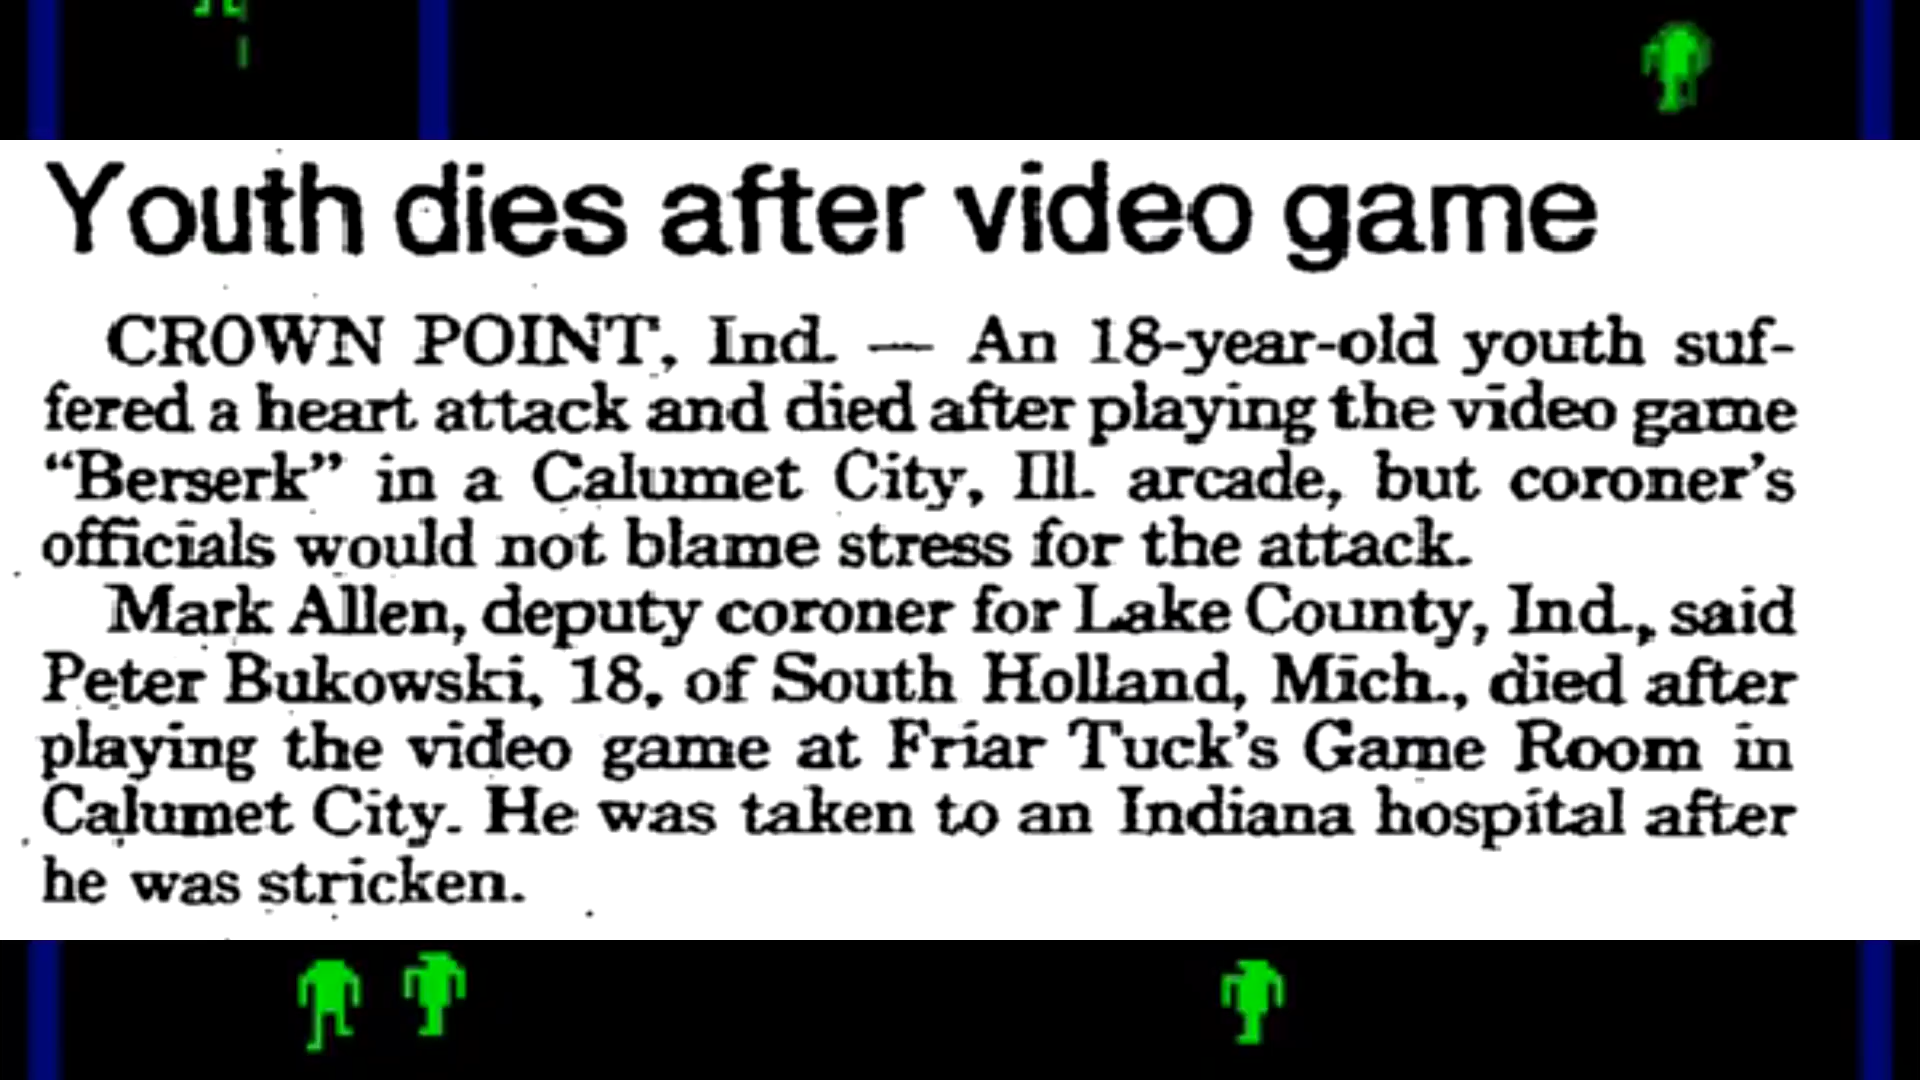 Youth dies after video game
CROWN POINT, Ind. — An 18-year-old youth suf-
fered a heart attack and died after playing the video game
“Berserk” in a Calumet City, Ill. arcade, but coroner’s
officials would not blame stress for the attack.
Mark Allen, deputy coroner for Lake County, Ind., said
Peter Bukowski, 18, of South Holland, Mich., died after
playing the video game at Friar Tuck’s Game Room in
Calumet City. He was taken to an Indiana hospital after
he was stricken.